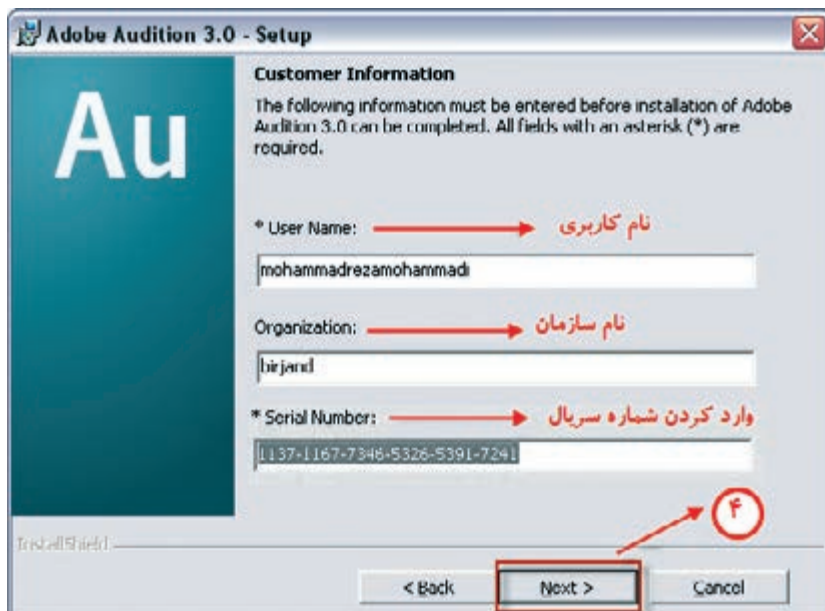 Adobe Audition 3.0 - Setup
Au
Customer Information
The following information must be entered before installation of Adobe
Audition 3.0 can be completed. All fields with an asterisk (*) are
required.
* User Name: نام کاربری
mohammadrezamohammadi
Organization: نام سازمان
birjand
* Serial Number: وارد کردن شماره سریال
1137-1167-7346-5326-5391-7241
۴
InstallShield
< Back Next > Cancel